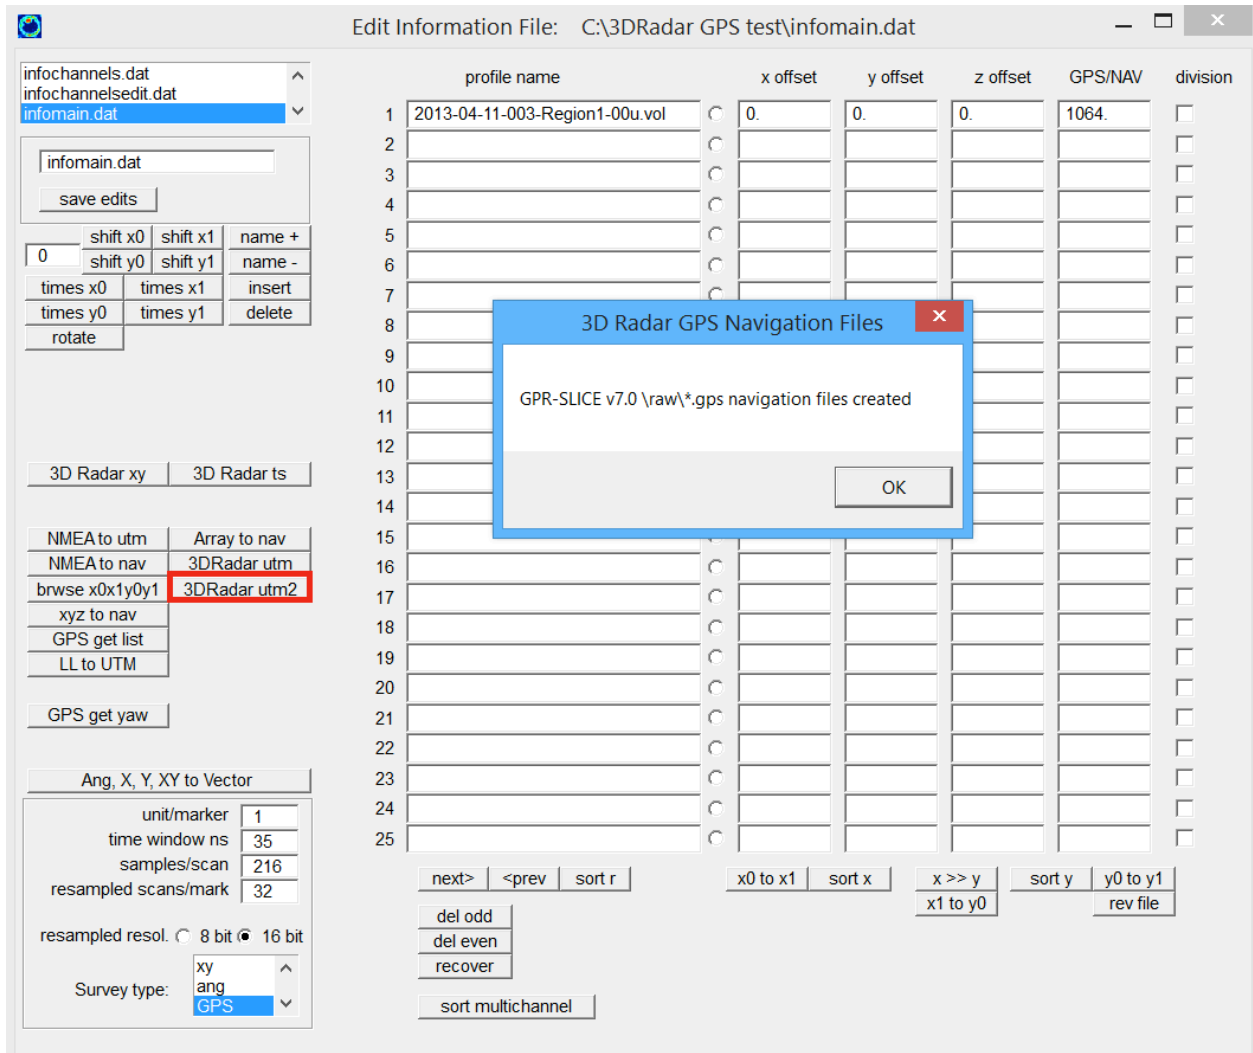 Edit Information File: C:\3DRadar GPS test\infomain.dat
infochannels.dat
infochannelsedit.dat
infomain.dat
infomain.dat
save edits
0
shift x0 shift x1 name +
shift y0 shift y1 name -
times x0 times x1 insert
times y0 times y1 delete
rotate
3D Radar xy 3D Radar ts
NMEA to utm Array to nav
NMEA to nav 3DRadar utm
brwse x0x1y0y1 3DRadar utm2
xyz to nav
GPS get list
LL to UTM
GPS get yaw
Ang, X, Y, XY to Vector
unit/marker 1
time window ns 35
samples/scan 216
resampled scans/mark 32
resampled resol. 8 bit 16 bit
Survey type: xy
ang
GPS
profile name x offset y offset z offset GPS/NAV division
1 2013-04-11-003-Region1-00u.vol 0. 0. 0. 1064.
2
3
4
5
6
7
8
9
10
11
12
13
14
15
16
17
18
19
20
21
22
23
24
25
3D Radar GPS Navigation Files
GPR-SLICE v7.0 \raw\*.gps navigation files created
OK
next> <prev sort r x0 to x1 sort x x >> y sort y y0 to y1
x1 to y0 rev file
del odd
del even
recover
sort multichannel